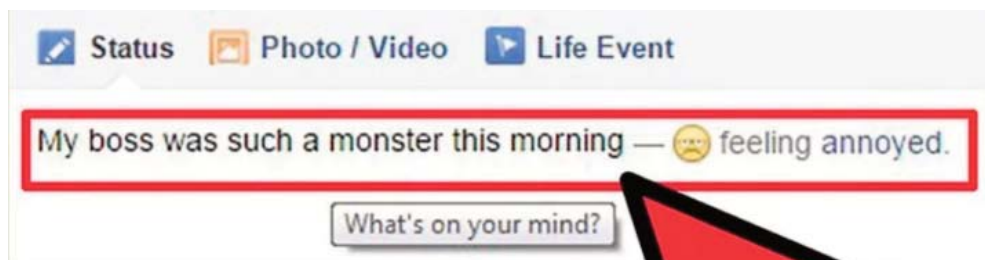 Status Photo / Video Life Event
My boss was such a monster this morning — feeling annoyed.
What's on your mind?